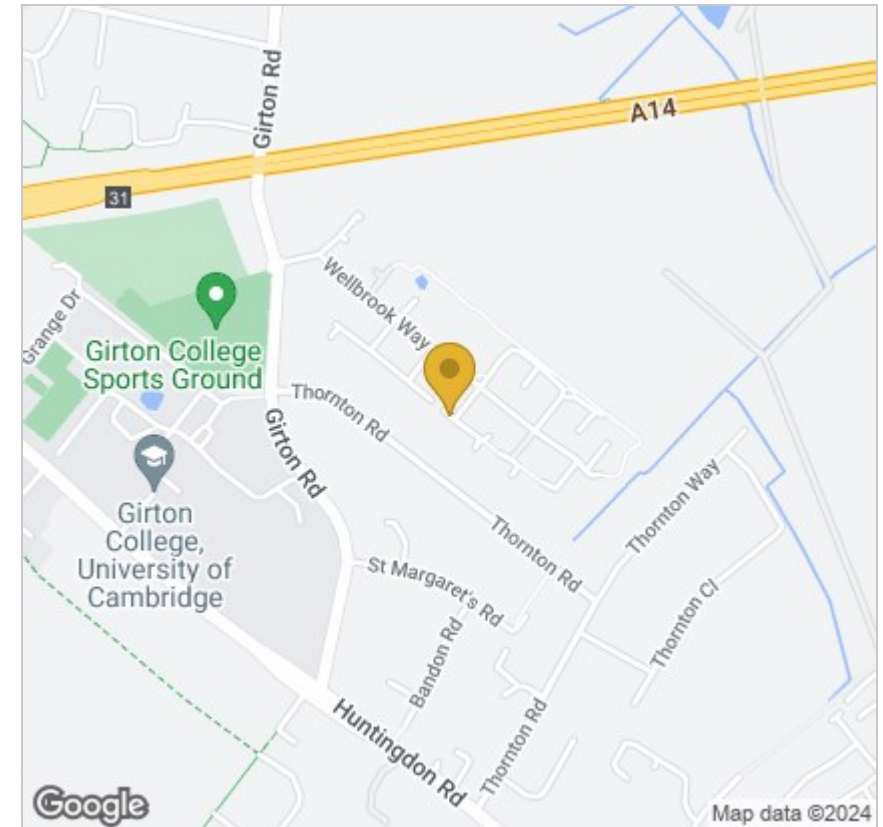 Girton Rd
A14
31
Wellbrook Way
Grange Dr
Girton College
Sports Ground
Thornton Rd
Girton Rd
Girton
College,
University of
Cambridge
Thornton Way
Thornton Rd
St Margaret's Rd
Thornton Cl
Bandon Rd
Huntingdon Rd
Thornton Rd
Google
Map data ©2024